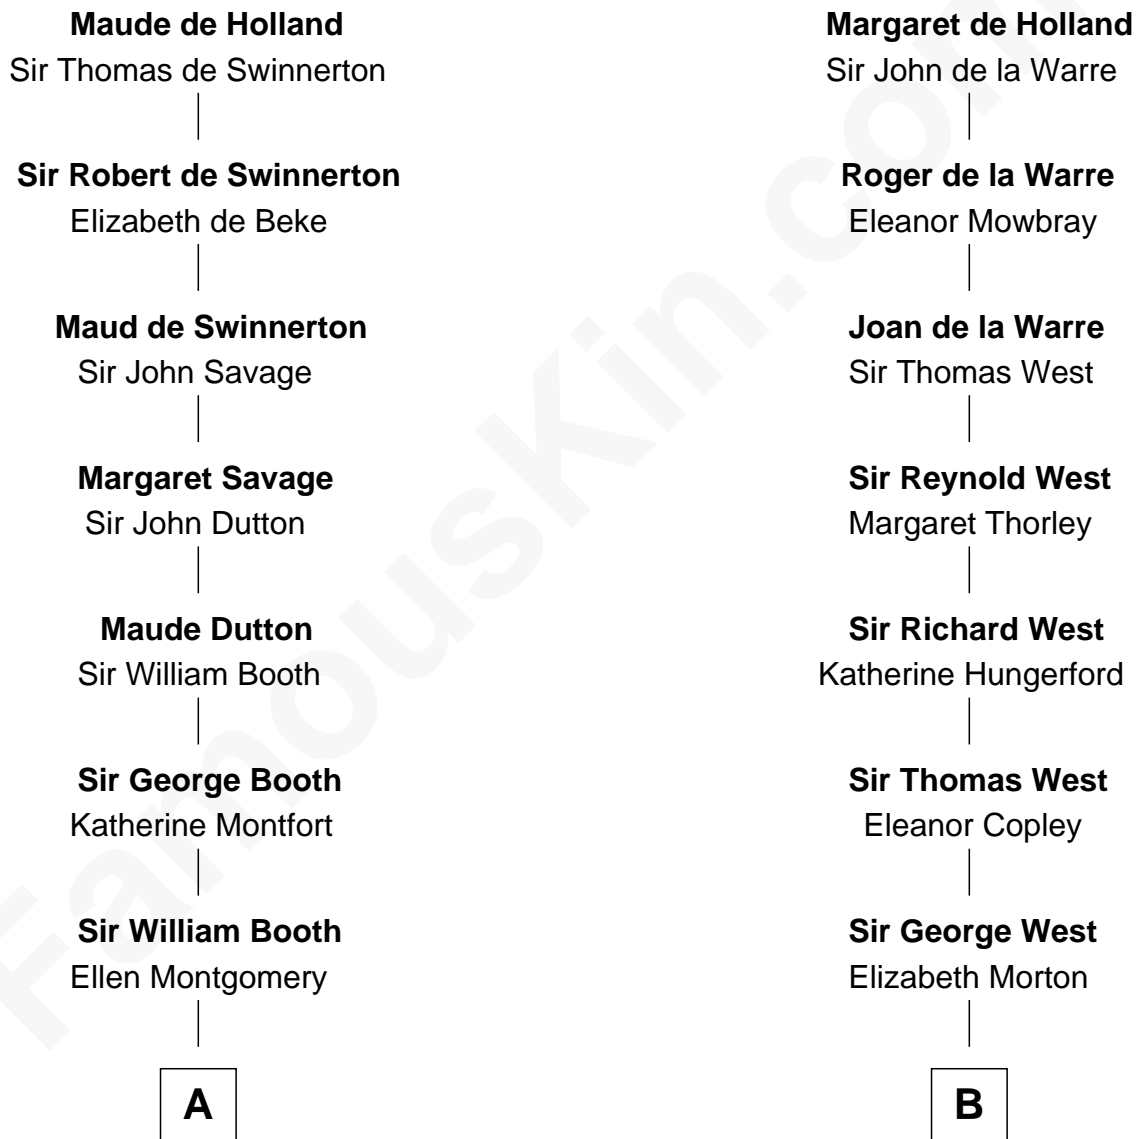 Maude de Holland
Sir Thomas de Swinnerton
Sir Robert de Swinnerton
Elizabeth de Beke
Maud de Swinnerton
Sir John Savage
Margaret Savage
Sir John Dutton
Maude Dutton
Sir William Booth
Sir George Booth
Katherine Montfort
Sir William Booth
Ellen Montgomery
A
Margaret de Holland
Sir John de la Warre
Roger de la Warre
Eleanor Mowbray
Joan de la Warre
Sir Thomas West
Sir Reynold West
Margaret Thorley
Sir Richard West
Katherine Hungerford
Sir Thomas West
Eleanor Copley
Sir George West
Elizabeth Morton
B
FamousKin.com